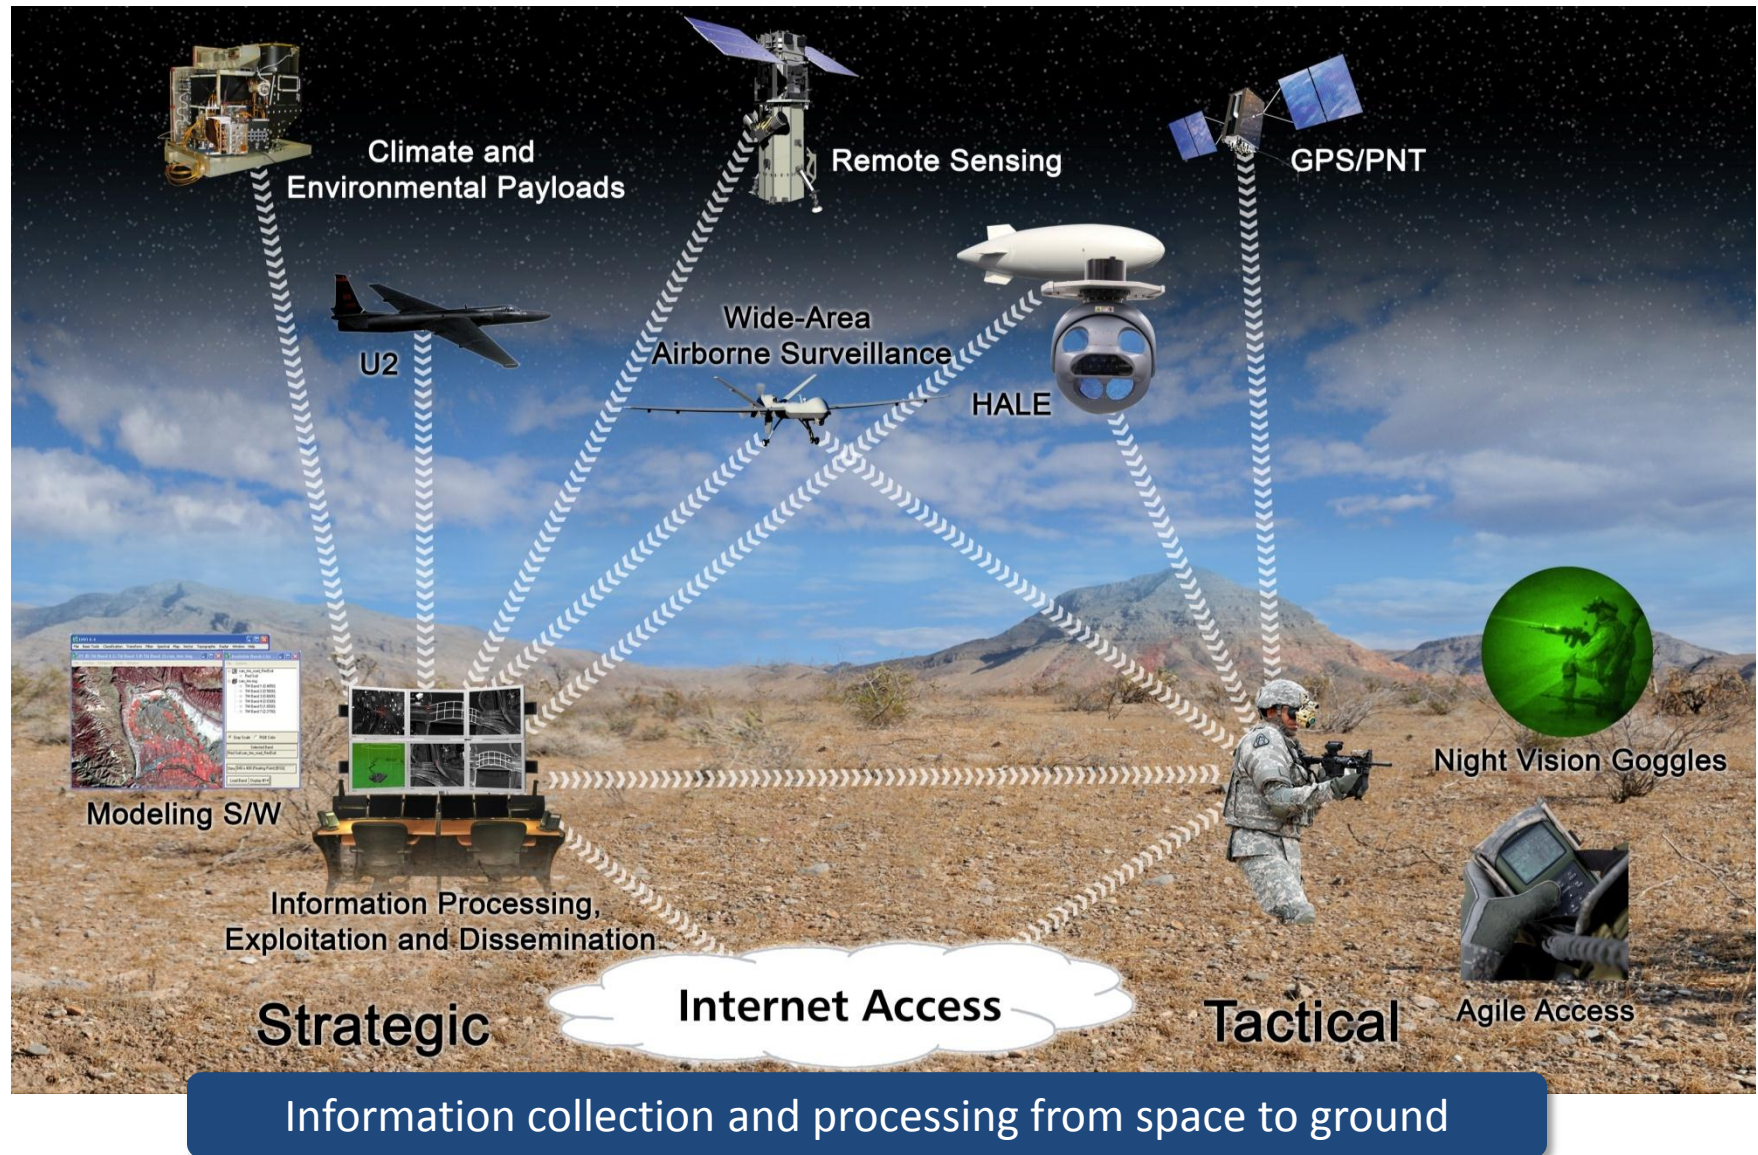 Climate and
Environmental Payloads
Remote Sensing
GPS/PNT
U2
Wide-Area
Airborne Surveillance
HALE
Modeling S/W
Night Vision Goggles
Information Processing,
Exploitation and Dissemination
Agile Access
Strategic
Internet Access
Tactical
Information collection and processing from space to ground